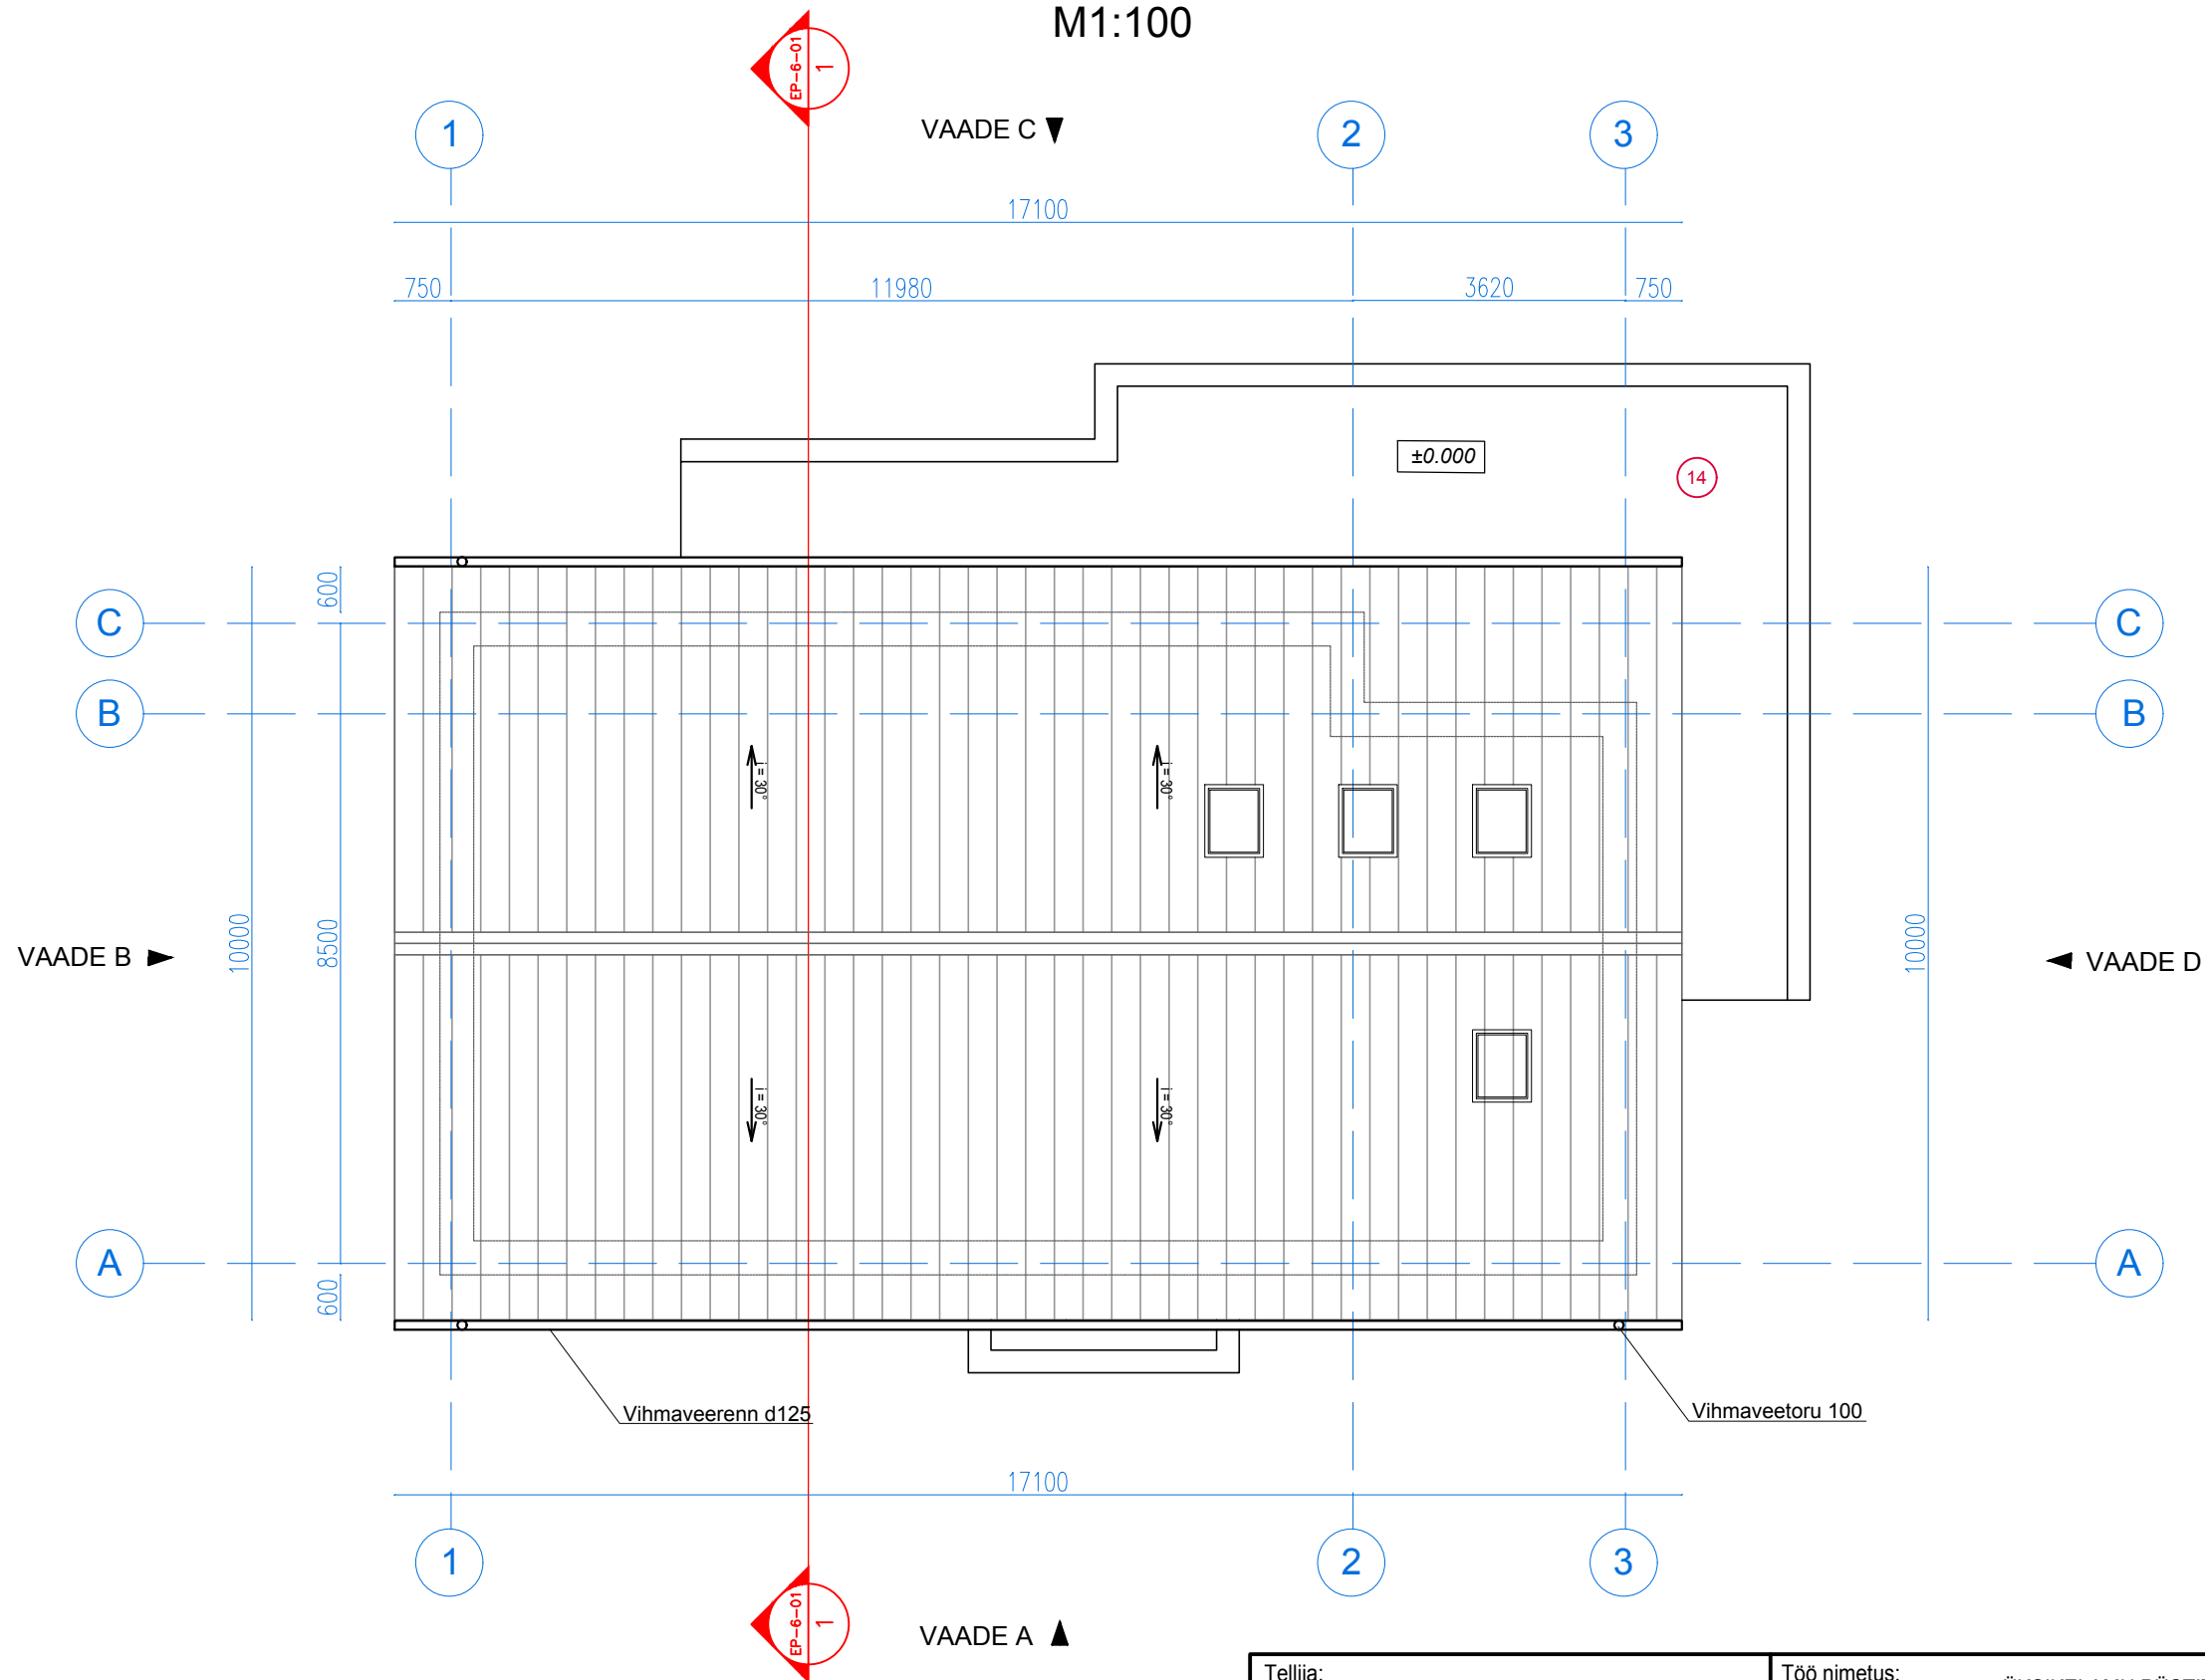 M1:100
EP-6-01
1
VAADE C
1
2
3
17100
750
11980
3620
750
±0.000
14
600
C
C
B
B
i = 30°
i = 30°
10000
8500
10000
VAADE B
VAADE D
i = 30°
i = 30°
A
A
600
Vihmaveerenn d125
Vihmaveetoru 100
17100
1
2
3
EP-6-01
1
VAADE A
Tellija:
Töö nimetus: